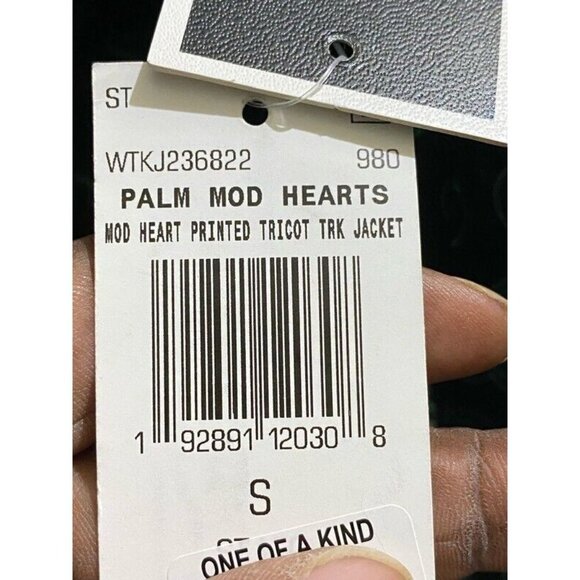 ST
WTKJ236822 980
PALM MOD HEARTS
MOD HEART PRINTED TRICOT TRK JACKET
1 92891 12030 8
S
ONE OF A KIND